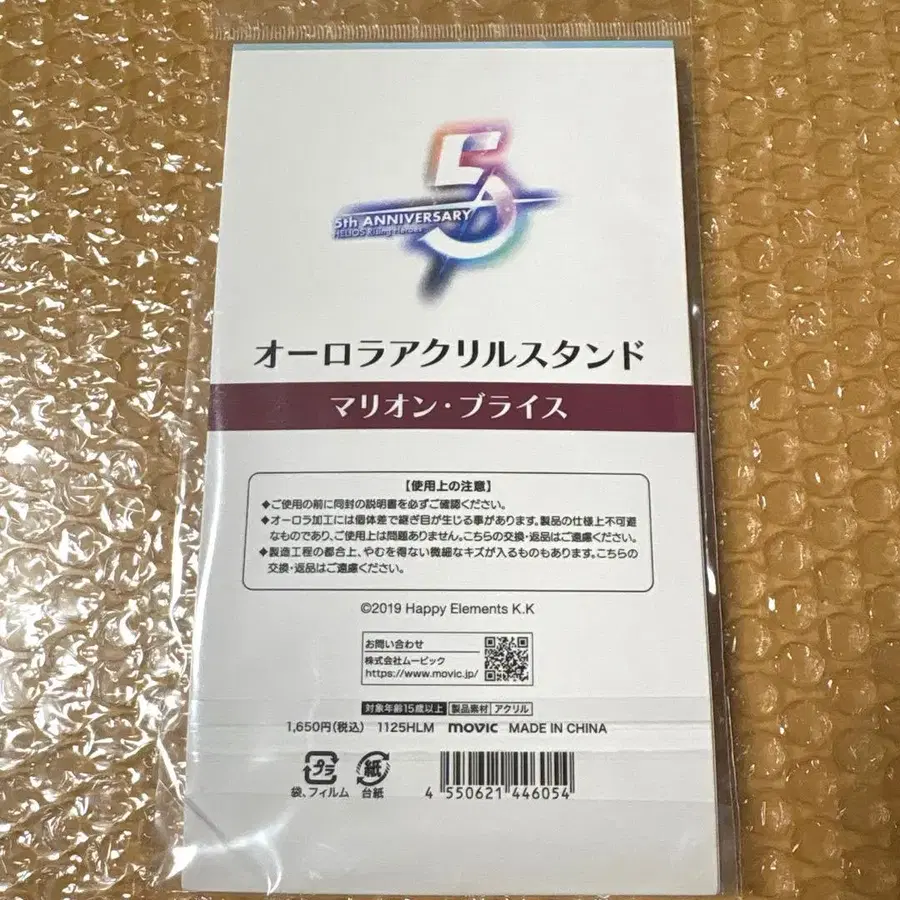 5
5th ANNIVERSARY
HELIOS Rising Heroes
オーロラアクリルスタンド
マリオン・ブライス
【使用上の注意】
◆ご使用の前に同封の説明書を必ずご確認ください。
◆オーロラ加工には個体差で継ぎ目が生じる事があります。製品の仕様上不可避
なものであり、ご使用上は問題ありません。こちらの交換・返品はご遠慮ください。
◆製造工程の都合上、やむを得ない微細なキズが入るものもあります。こちらの
交換・返品はご遠慮ください。
©2019 Happy Elements K.K
お問い合わせ
株式会社ムービック
https://www.movic.jp/
対象年齢15歳以上 製品素材 アクリル
1,650円(税込) 1125HLM movic MADE IN CHINA
プラ 紙
袋、フィルム 台紙
4 550621 446054